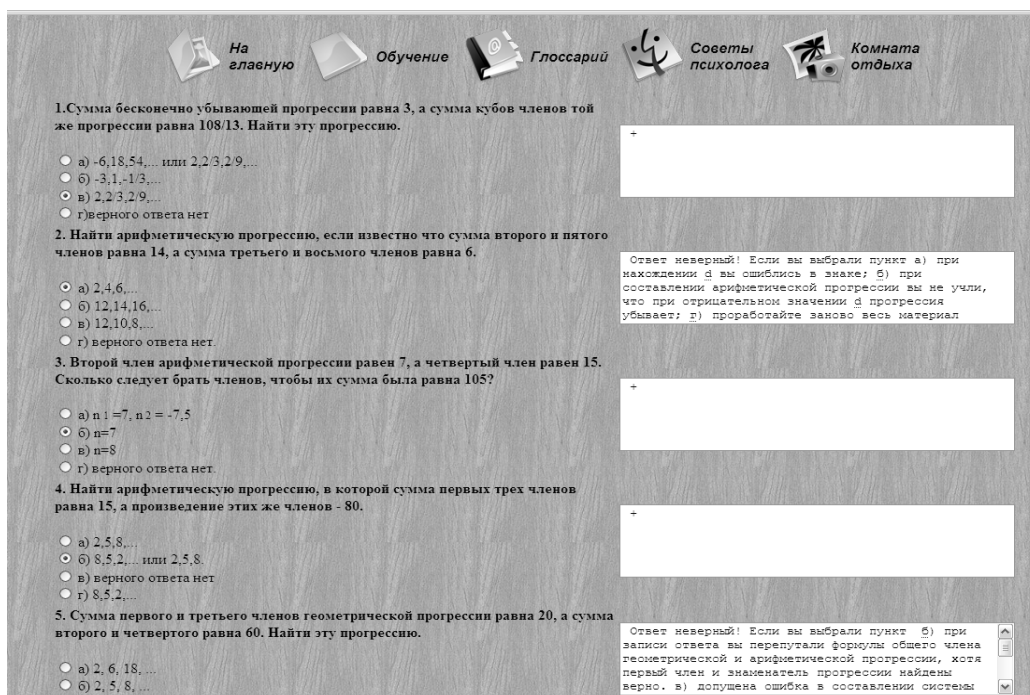 На
главную
Обучение
Глоссарий
Советы
психолога
Комната
отдыха
1.Сумма бесконечно убывающей прогрессии равна 3, а сумма кубов членов той
же прогрессии равна 108/13. Найти эту прогрессию.
а) -6,18,54,... или 2,2/3,2/9,...
б) -3,1,-1/3,...
в) 2,2/3,2/9,...
г)верного ответа нет
+
2. Найти арифметическую прогрессию, если известно что сумма второго и пятого
членов равна 14, а сумма третьего и восьмого членов равна 6.
а) 2,4,6,...
б) 12,14,16,...
в) 12,10,8,...
г) верного ответа нет.
Ответ неверный! Если вы выбрали пункт а) при
нахождении d вы ошиблись в знаке; б) при
составлении арифметической прогрессии вы не учли,
что при отрицательном значении d прогрессия
убывает; г) проработайте заново весь материал
3. Второй член арифметической прогрессии равен 7, а четвертый член равен 15.
Сколько следует брать членов, чтобы их сумма была равна 105?
а) n 1 =7, n 2 = -7,5
б) n=7
в) n=8
г) верного ответа нет.
+
4. Найти арифметическую прогрессию, в которой сумма первых трех членов
равна 15, а произведение этих же членов - 80.
а) 2,5,8,...
б) 8,5,2,... или 2,5,8.
в) верного ответа нет
г) 8,5,2,...
+
5. Сумма первого и третьего членов геометрической прогрессии равна 20, а сумма
второго и четвертого равна 60. Найти эту прогрессию.
а) 2, 6, 18, ...
б) 2, 5, 8, ...
Ответ неверный! Если вы выбрали пункт б) при
записи ответа вы перепутали формулы общего члена
геометрической и арифметической прогрессии, хотя
первый член и знаменатель прогрессии найдены
верно. в) допущена ошибка в составлении системы